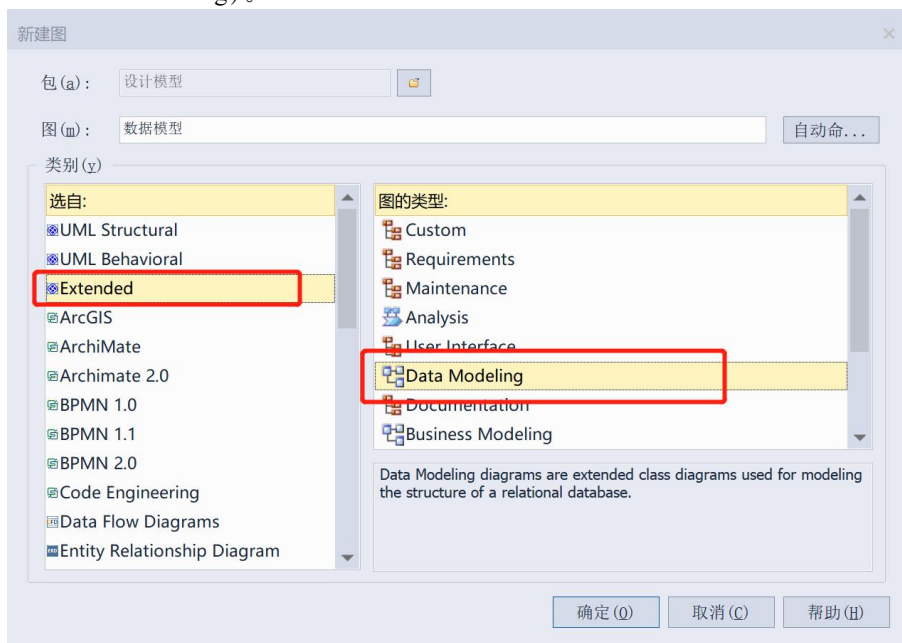 g)。
新建图
包(a): 设计模型
图(m): 数据模型 自动命...
类别(y)
选自:
UML Structural
UML Behavioral
Extended
ArcGIS
ArchiMate
Archimate 2.0
BPMN 1.0
BPMN 1.1
BPMN 2.0
Code Engineering
Data Flow Diagrams
Entity Relationship Diagram
图的类型:
Custom
Requirements
Maintenance
Analysis
User Interface
Data Modeling
Documentation
Business Modeling
Data Modeling diagrams are extended class diagrams used for modeling
the structure of a relational database.
确定(O) 取消(C) 帮助(H)